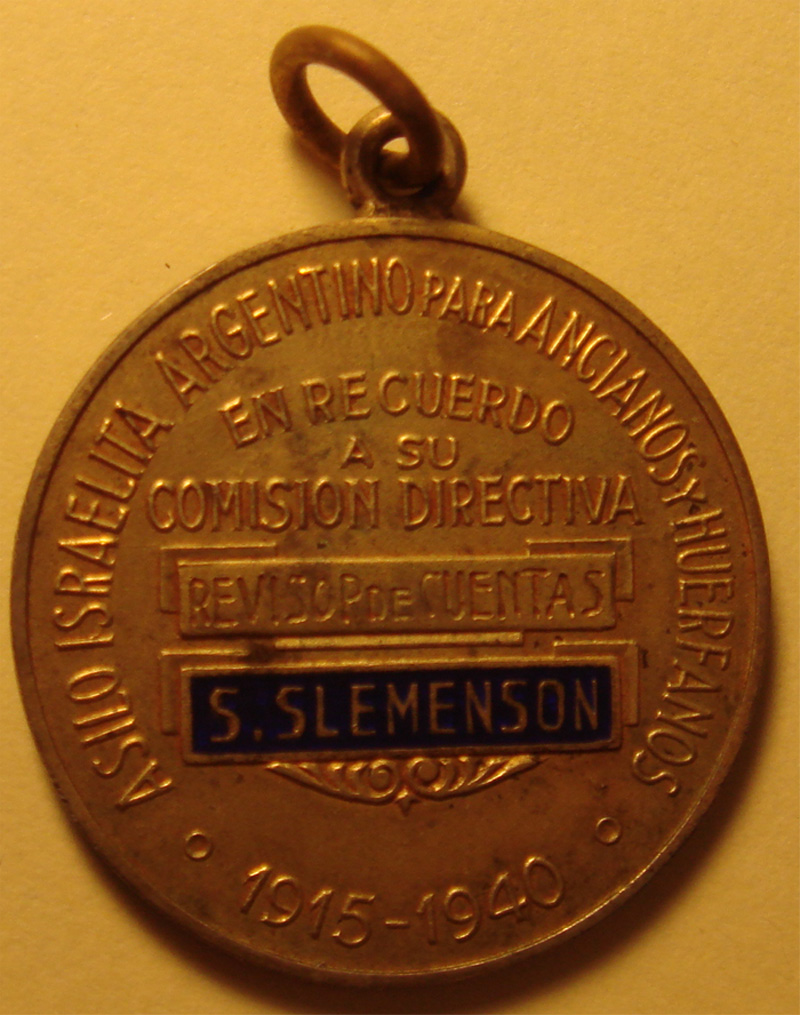 ASILO ISRAELITA ARGENTINO PARA ANCIANOS Y HUERFANOS
EN RECUERDO
A SU
COMISION DIRECTIVA
REVISOR DE CUENTAS
S. SLEMENSON
1915-1940